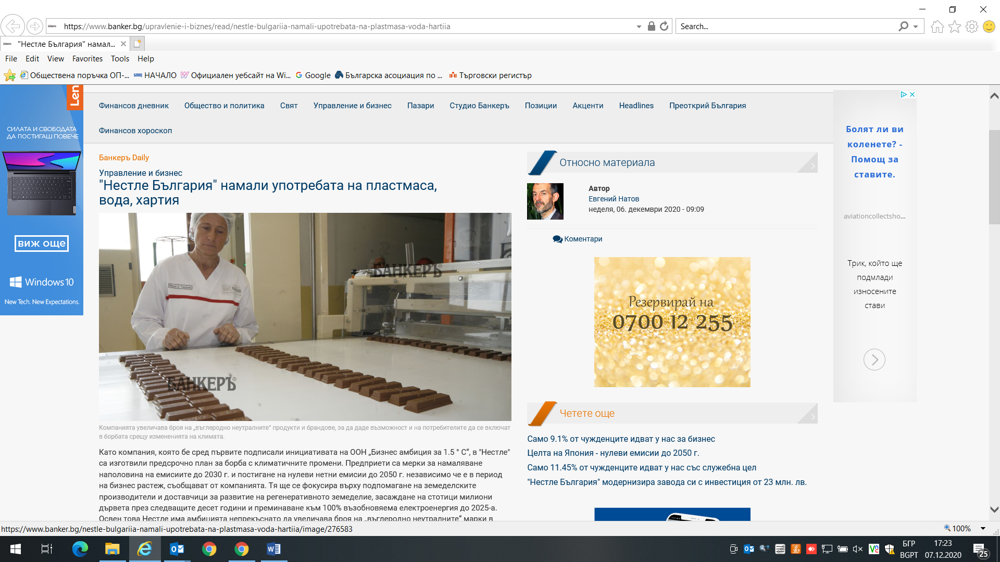 https://www.banker.bg/upravlenie-i-biznes/read/nestle-bulgariia-namali-upotrebata-na-plastmasa-voda-hartiia
Search...
"Нестле България" намал...
File Edit View Favorites Tools Help
Обществена поръчка ОП-... НАЧАЛО Официален уебсайт на Wi... Google Българска асоциация по ... Търговски регистър
Len
СИЛАТА И СВОБОДАТА
ДА ПОСТИГАШ ПОВЕЧЕ
виж още
Windows 10
New Tech. New Expectations.
Финансов дневник Общество и политика Свят Управление и бизнес Пазари Студио Банкеръ Позиции Акценти Headlines Преоткрий България
Финансов хороскоп
Банкеръ Daily
Управление и бизнес
"Нестле България" намали употребата на пластмаса,
вода, хартия
БАНКЕРЪ®
БАНКЕРЪ®
Компанията увеличава броя на „въглеродно неутралните“ продукти и брандове, за да даде възможност и на потребителите да се включат
в борбата срещу измененията на климата.
Като компания, която бе сред първите подписали инициативата на ООН „Бизнес амбиция за 1.5 ° C“, в "Нестле"
са изготвили предсрочно план за борба с климатичните промени. Предприети са мерки за намаляване
наполовина на емисиите до 2030 г. и постигане на нулеви нетни емисии до 2050 г. независимо че е в период
на бизнес растеж, съобщават от компанията. Тя ще се фокусира върху подпомагане на земеделските
производители и доставчици за развитие на регенеративното земеделие, засаждане на стотици милиони
дървета през следващите десет години и преминаване към 100% възобновяема електроенергия до 2025-а.
Освен това Нестле има амбицията непрекъснато да увеличава броя на „въглеродно неутралните“ марки в
Относно материала
Автор
Евгений Натов
неделя, 06. декември 2020 - 09:09
Коментари
Резервирай на
0700 12 255
Четете още
Само 9.1% от чужденците идват у нас за бизнес
Целта на Япония - нулеви емисии до 2050 г.
Само 11.45% от чужденците идват у нас със служебна цел
"Нестле България" модернизира завода си с инвестиция от 23 млн. лв.
Болят ли ви
коленете? -
Помощ за
ставите.
aviationcollectsho...
Трик, който ще
подмлади
износените
стави
https://www.banker.bg/nestle-bulgariia-namali-upotrebata-na-plastmasa-voda-hartiia/image/276583
100%
БГР
BGPT
17:23
07.12.2020
25